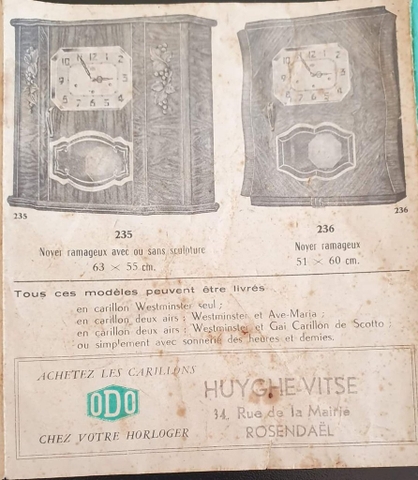 235
236
235
Noyer ramageux avec ou sans sculpture
63 × 55 cm.
236
Noyer ramageux
51 × 60 cm.
Tous ces modèles peuvent être livrés
en carillon Westminster seul ;
en carillon deux airs : Westminster et Ave-Maria ;
en carillon deux airs : Westminster et Gai Carillon de Scotto ;
ou simplement avec sonnerie des heures et demies.
ACHETEZ LES CARILLONS
ODO
CHEZ VOTRE HORLOGER
HUYGHE-VITSE
34, Rue de la Mairie
ROSENDAËL